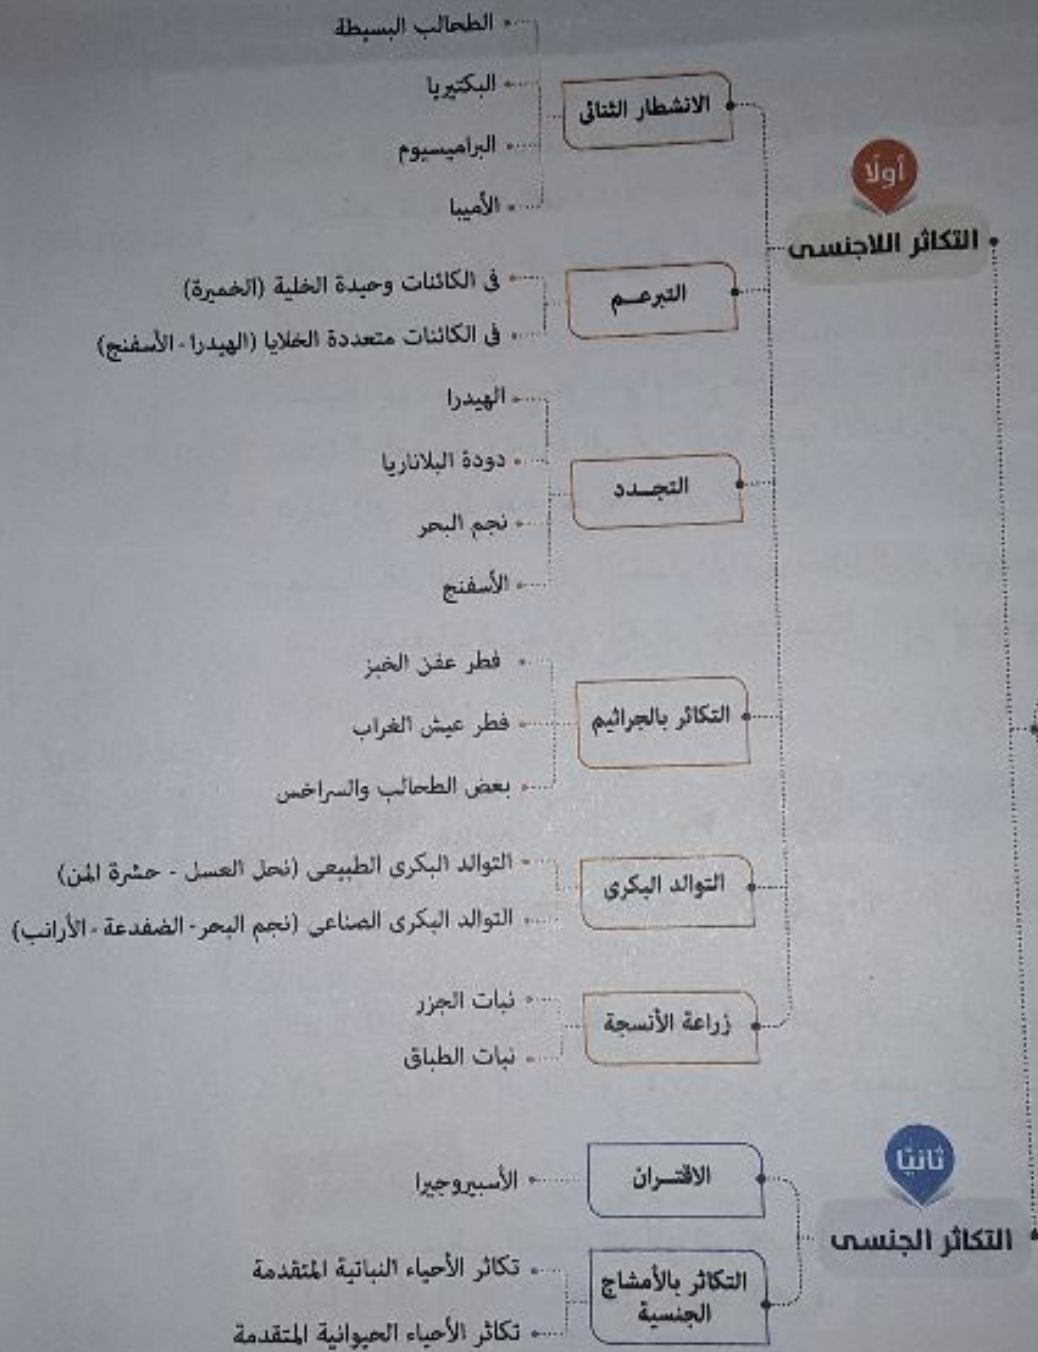 أولًا
التكاثر اللاجنسى
الانشطار الثنائى
الطحالب البسيطة
البكتيريا
البراميسيوم
الأميبا
التبرعـم
فى الكائنات وحيدة الخلية (الخميرة)
فى الكائنات متعددة الخلايا (الهيدرا - الأسفنج)
التجـدد
الهيدرا
دودة البلاناريا
نجم البحر
الأسفنج
التكاثر بالجراثيم
فطر عفن الخبز
فطر عيش الغراب
بعض الطحالب والسراخس
التوالد البكرى
التوالد البكرى الطبيعى (نحل العسل - حشرة المن)
التوالد البكرى الصناعى (نجم البحر - الضفدعة - الأرانب)
زراعة الأنسجة
نبات الجزر
نبات الطباق
ثانيًا
التكاثر الجنسى
الاقتـران
الأسبيروجيرا
التكاثر بالأمشاج
الجنسية
تكاثر الأحياء النباتية المتقدمة
تكاثر الأحياء الحيوانية المتقدمة